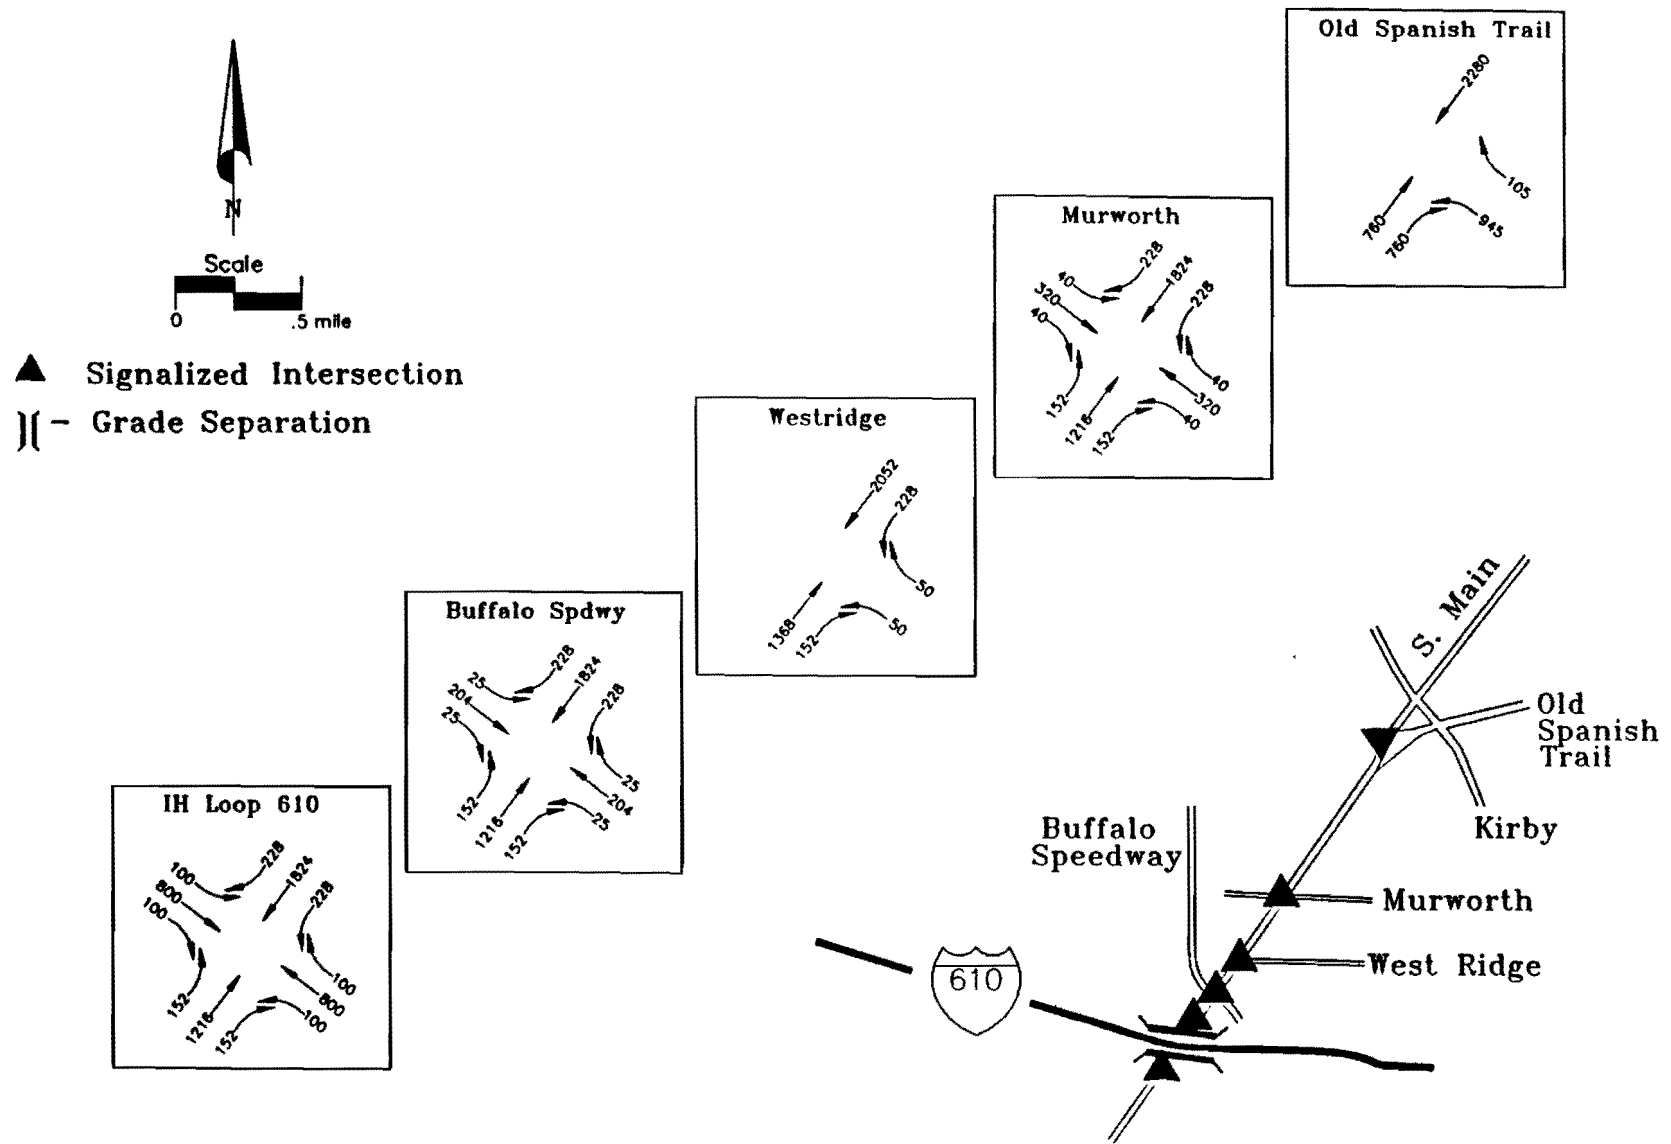 Old Spanish Trail
2280
105
760
760
945
N
Scale
0
.5 mile
Signalized Intersection
)( - Grade Separation
Murworth
228
1824
228
40
320
40
152
1216
152
40
320
40
Westridge
2052
228
50
1368
152
50
Buffalo Spdwy
228
1824
228
25
204
25
152
1216
152
25
204
25
IH Loop 610
228
1824
228
100
800
100
152
1216
152
100
800
100
S. Main
Old
Spanish
Trail
Kirby
Buffalo
Speedway
Murworth
West Ridge
610